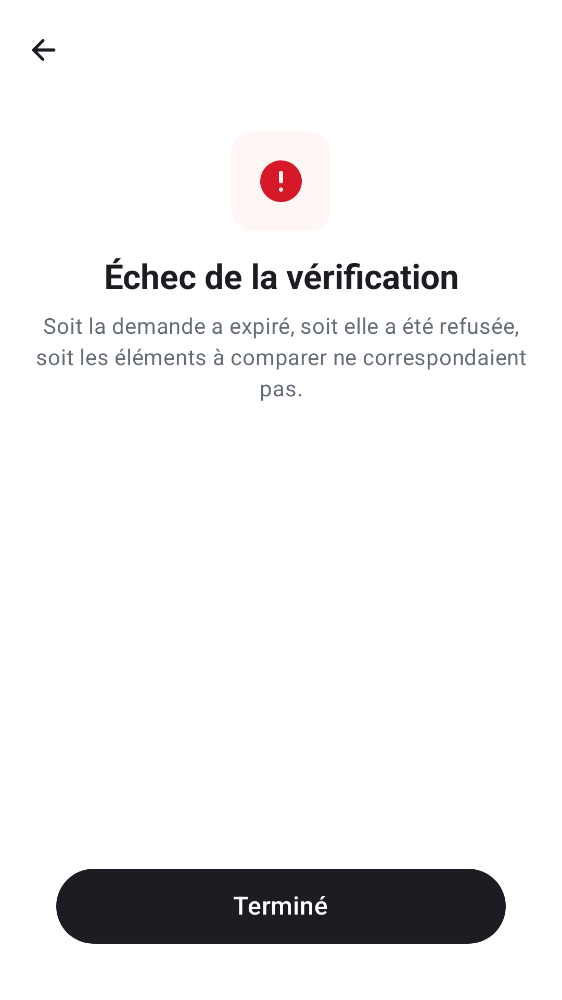 Échec de la vérification
Soit la demande a expiré, soit elle a été refusée,
soit les éléments à comparer ne correspondaient
pas.
Terminé